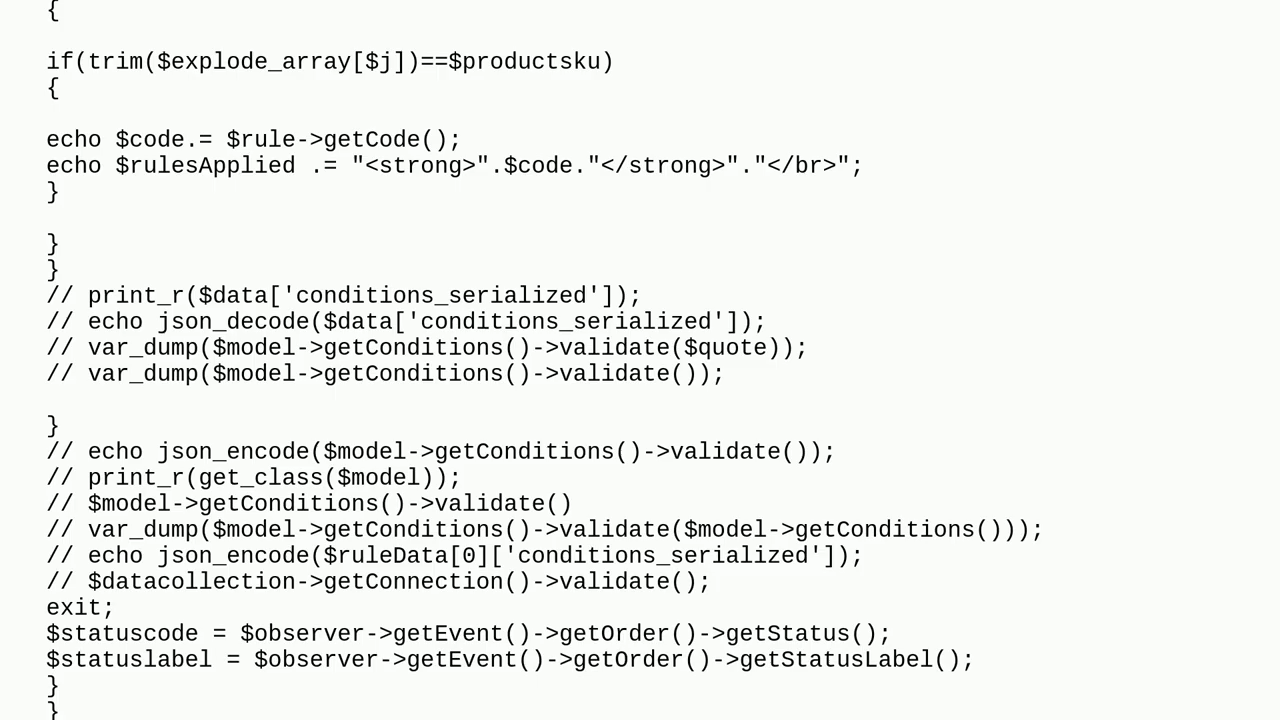 {
if(trim($explode_array[$j])==$productsku)
{
echo $code.= $rule->getCode();
echo $rulesApplied .= "<strong>".$code."</strong>"."</br>";
}
}
}
// print_r($data['conditions_serialized']);
// echo json_decode($data['conditions_serialized']);
// var_dump($model->getConditions()->validate($quote));
// var_dump($model->getConditions()->validate());
}
// echo json_encode($model->getConditions()->validate());
// print_r(get_class($model));
// $model->getConditions()->validate()
// var_dump($model->getConditions()->validate($model->getConditions()));
// echo json_encode($ruleData[0]['conditions_serialized']);
// $datacollection->getConnection()->validate();
exit;
$statuscode = $observer->getEvent()->getOrder()->getStatus();
$statuslabel = $observer->getEvent()->getOrder()->getStatusLabel();
}
}